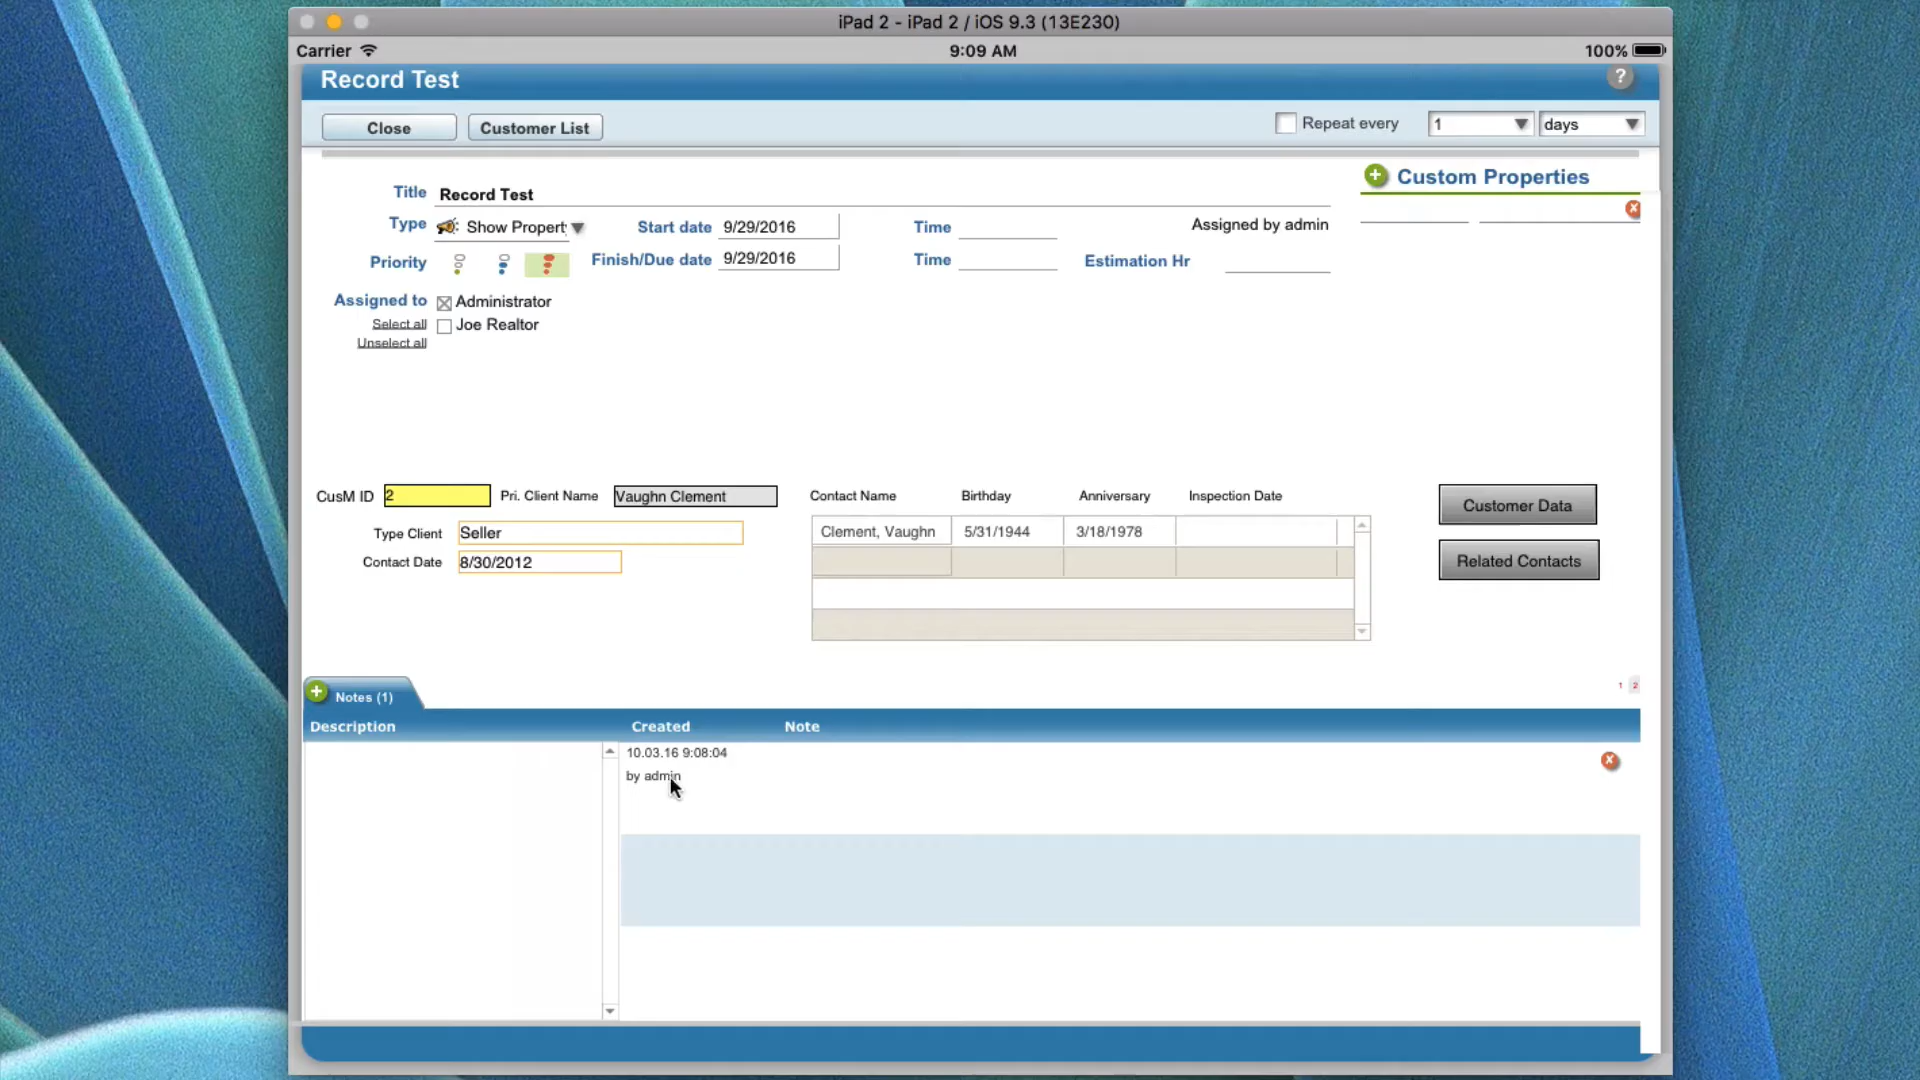 iPad 2 - iPad 2 / iOS 9.3 (13E230)
Carrier 9:09 AM 100%
Record Test ?
Close Customer List Repeat every 1 days
Custom Properties
Title Record Test
Type Show Propert Start date 9/29/2016 Time Assigned by admin
Priority Finish/Due date 9/29/2016 Time Estimation Hr
Assigned to Administrator
Select all Joe Realtor
Unselect all
CusM ID 2 Pri. Client Name Vaughn Clement
Type Client Seller
Contact Date 8/30/2012
Contact Name Birthday Anniversary Inspection Date
Clement, Vaughn 5/31/1944 3/18/1978
Customer Data
Related Contacts
Notes (1) 1 2
Description Created Note
10.03.16 9:08:04
by admin